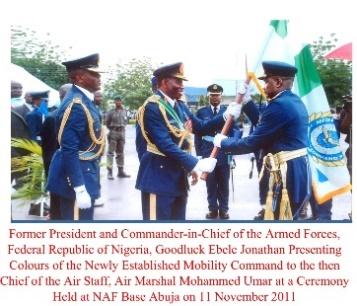 Former President and Commander-in-Chief of the Armed Forces,
Federal Republic of Nigeria, Goodluck Ebele Jonathan Presenting
Colours of the Newly Established Mobility Command to the then
Chief of the Air Staff, Air Marshal Mohammed Umar at a Ceremony
Held at NAF Base Abuja on 11 November 2011